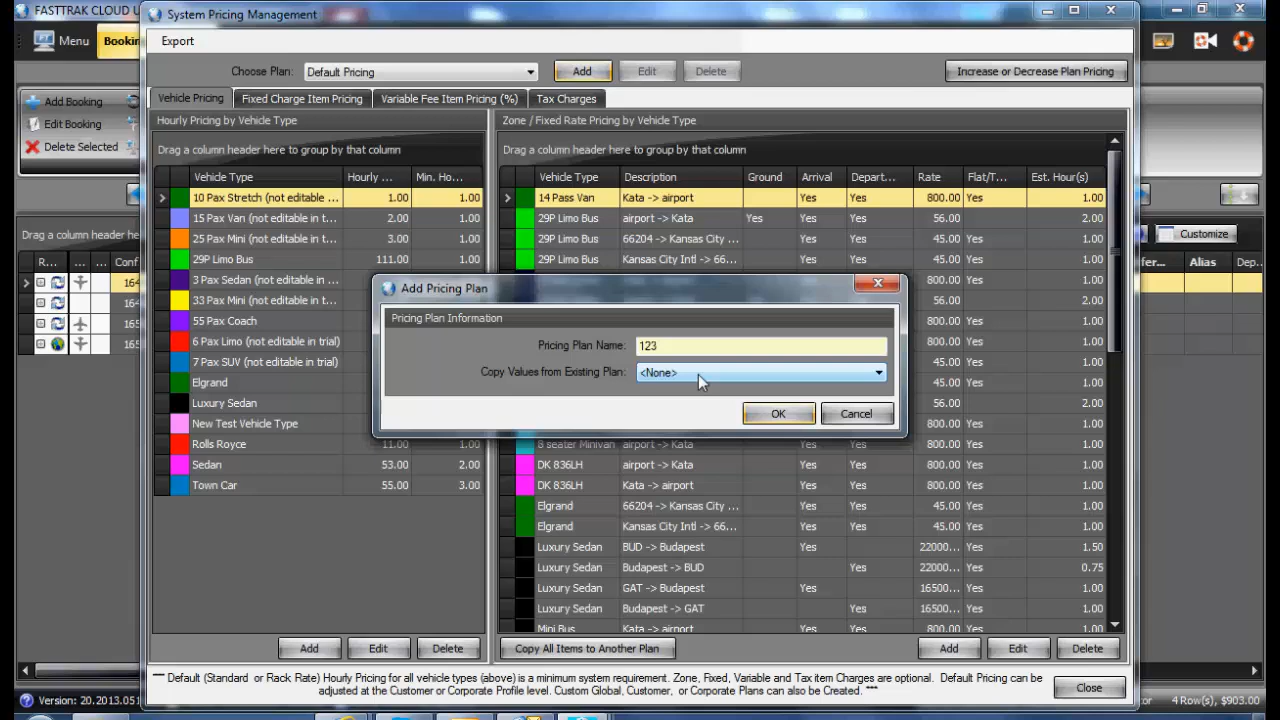 FASTTRAK CLOUD U
System Pricing Management
Menu
Bookin
Export
Choose Plan:
Default Pricing
Add
Edit
Delete
Increase or Decrease Plan Pricing
Add Booking
Edit Booking
Delete Selected
Vehicle Pricing
Fixed Charge Item Pricing
Variable Fee Item Pricing (%)
Tax Charges
Hourly Pricing by Vehicle Type
Drag a column header here to group by that column
Vehicle Type Hourly ... Min. Ho...
10 Pax Stretch (not editable ... 1.00 1.00
15 Pax Van (not editable in t... 2.00 1.00
25 Pax Mini (not editable in t... 3.00 1.00
29P Limo Bus 111.00 1.00
3 Pax Sedan (not editable in t
33 Pax Mini (not editable in t
55 Pax Coach
6 Pax Limo (not editable in trial)
7 Pax SUV (not editable in trial)
Elgrand
Luxury Sedan
New Test Vehicle Type
Rolls Royce 11.00 1.00
Sedan 53.00 2.00
Town Car 55.00 3.00
Add
Edit
Delete
Zone / Fixed Rate Pricing by Vehicle Type
Drag a column header here to group by that column
Vehicle Type Description Ground Arrival Depart... Rate Flat/T... Est. Hour(s)
14 Pass Van Kata -> airport Yes Yes 800.00 Yes 1.00
29P Limo Bus airport -> Kata Yes Yes Yes 56.00 2.00
29P Limo Bus 66204 -> Kansas City ... Yes Yes 45.00 Yes 1.00
29P Limo Bus Kansas City Intl -> 66... Yes Yes 45.00 Yes 1.00
800.00 Yes 1.00
56.00 2.00
800.00 Yes 1.00
45.00 Yes 1.00
45.00 Yes 1.00
800.00 Yes 1.00
56.00 2.00
8 seater Minivan Kata -> airport Yes Yes 800.00 Yes 1.00
DK 836LH airport -> Kata Yes Yes 800.00 Yes 1.00
DK 836LH Kata -> airport Yes Yes 800.00 Yes 1.00
Elgrand 66204 -> Kansas City ... Yes Yes 45.00 Yes 1.00
Elgrand Kansas City Intl -> 66... Yes Yes 45.00 Yes 1.00
Luxury Sedan BUD -> Budapest Yes 22000... Yes 1.50
Luxury Sedan Budapest -> BUD Yes 22000... Yes 0.75
Luxury Sedan GAT -> Budapest Yes 16500... Yes 1.00
Luxury Sedan Budapest -> GAT Yes 16500... Yes 1.00
Mini Bus Kata -> airport Yes Yes 800.00 Yes 1.00
Copy All Items to Another Plan
Add
Edit
Delete
Add Pricing Plan
Pricing Plan Information
Pricing Plan Name: 123
Copy Values from Existing Plan: <None>
OK
Cancel
Drag a column header h
R... ... ... Conf
164
164
165
165
Customize
fer... Alias Dep...
*** Default (Standard or Rack Rate) Hourly Pricing for all vehicle types (above) is a minimum system requirement. Zone, Fixed, Variable and Tax item Charges are optional. Default Pricing can be
adjusted at the Customer or Corporate Profile level. Custom Global, Customer, or Corporate Plans can also be Created. ***
Close
Version: 20.2013.05
tor 4 Row(s), $903.00